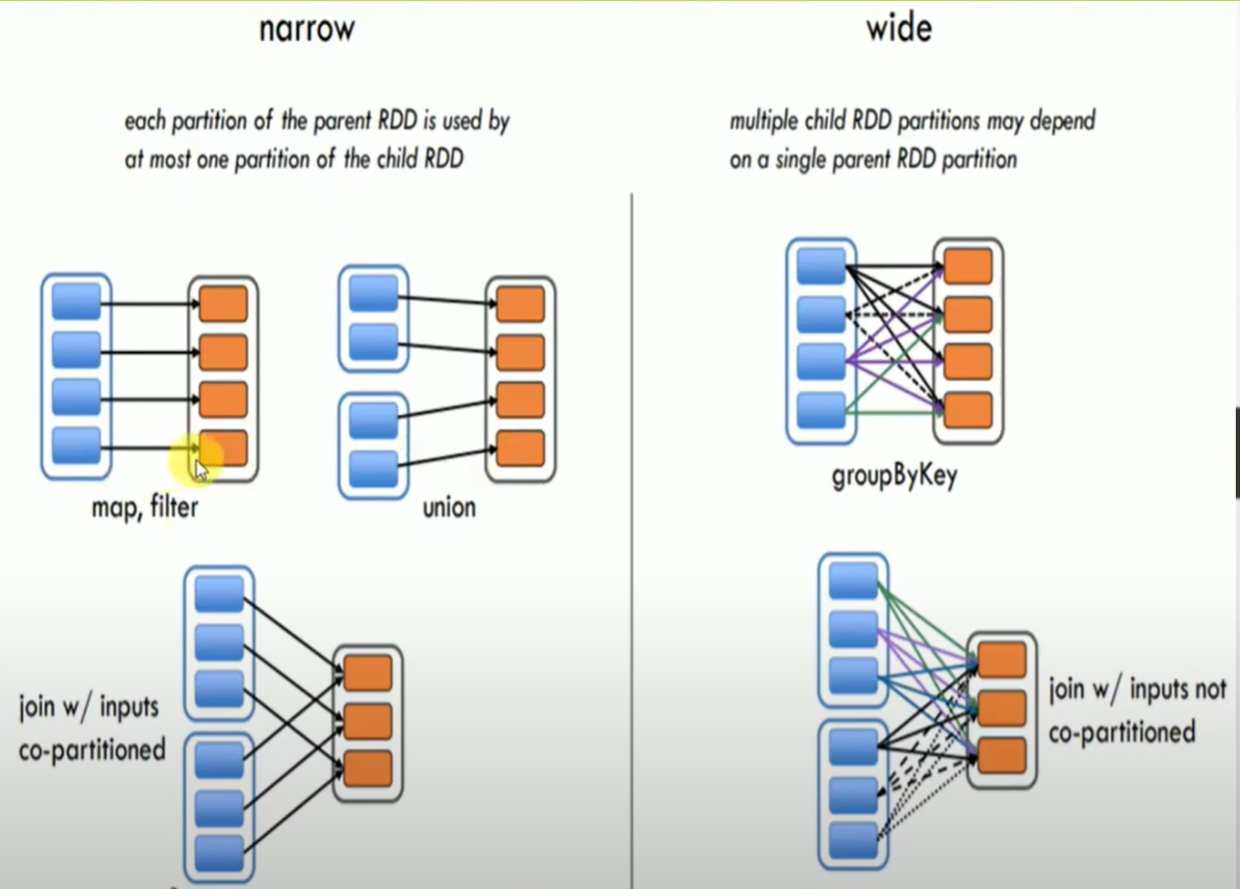 narrow
each partition of the parent RDD is used by
at most one partition of the child RDD
map, filter
union
join w/ inputs
co-partitioned
wide
multiple child RDD partitions may depend
on a single parent RDD partition
groupByKey
join w/ inputs not
co-partitioned